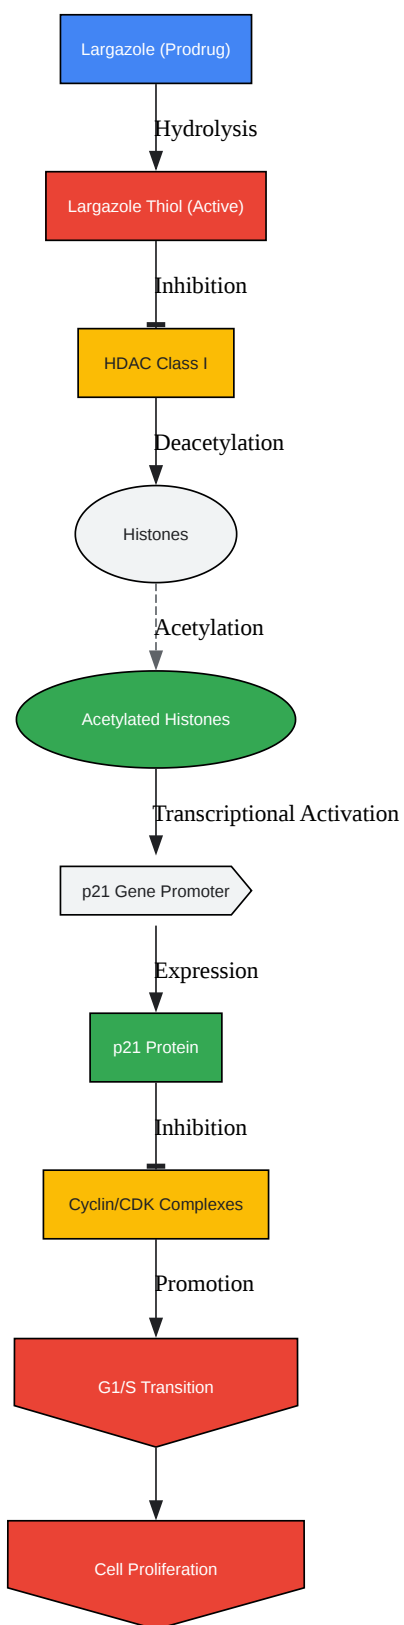 Largazole (Prodrug)
Hydrolysis
Largazole Thiol (Active)
Inhibition
HDAC Class I
Deacetylation
Histones
Acetylation
Acetylated Histones
Transcriptional Activation
p21 Gene Promoter
Expression
p21 Protein
Inhibition
Cyclin/CDK Complexes
Promotion
G1/S Transition
Cell Proliferation